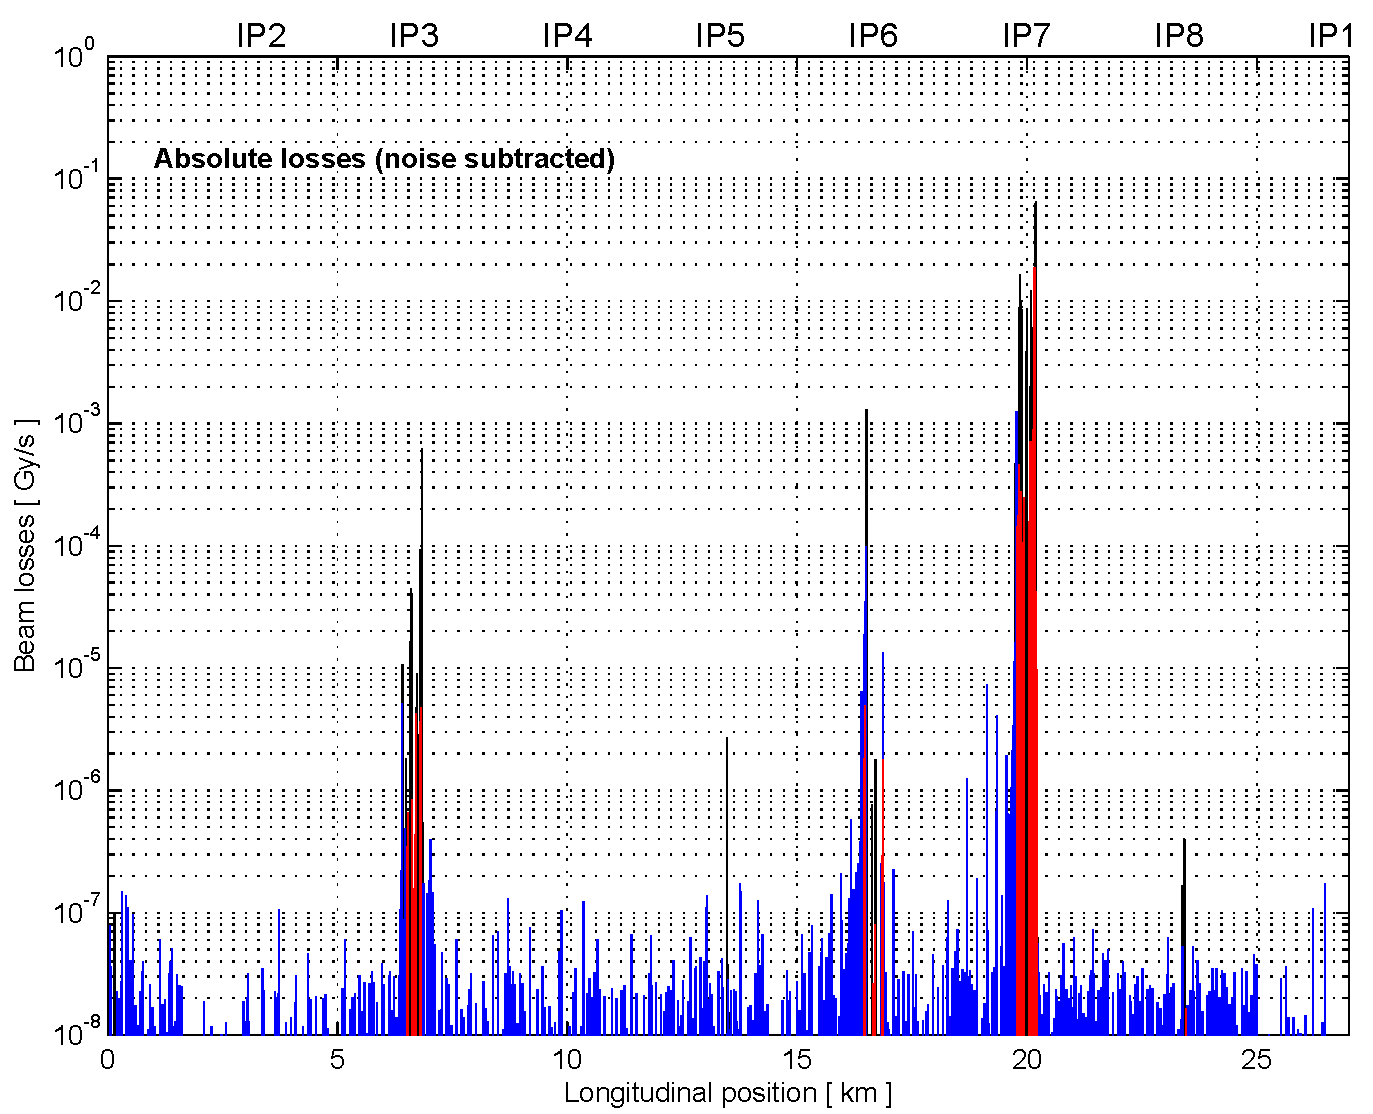 IP2 IP3 IP4 IP5 IP6 IP7 IP8 IP1
10^0
Absolute losses (noise subtracted)
10^-1
10^-2
10^-3
10^-4
10^-5
10^-6
10^-7
10^-8
Beam losses [ Gy/s ]
0 5 10 15 20 25
Longitudinal position [ km ]